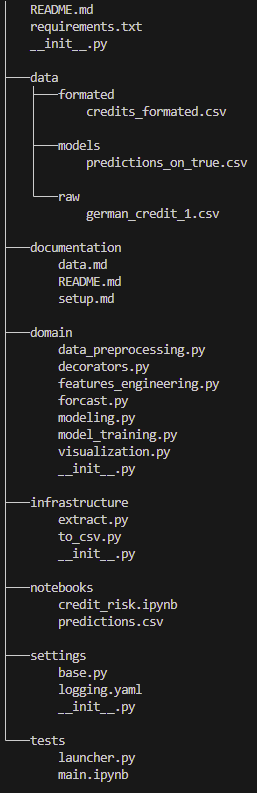 README.md
requirements.txt
__init__.py
data
formated
credits_formated.csv
models
predictions_on_true.csv
raw
german_credit_1.csv
documentation
data.md
README.md
setup.md
domain
data_preprocessing.py
decorators.py
features_engineering.py
forcast.py
modeling.py
model_training.py
visualization.py
__init__.py
infrastructure
extract.py
to_csv.py
__init__.py
notebooks
credit_risk.ipynb
predictions.csv
settings
base.py
logging.yaml
__init__.py
tests
launcher.py
main.ipynb